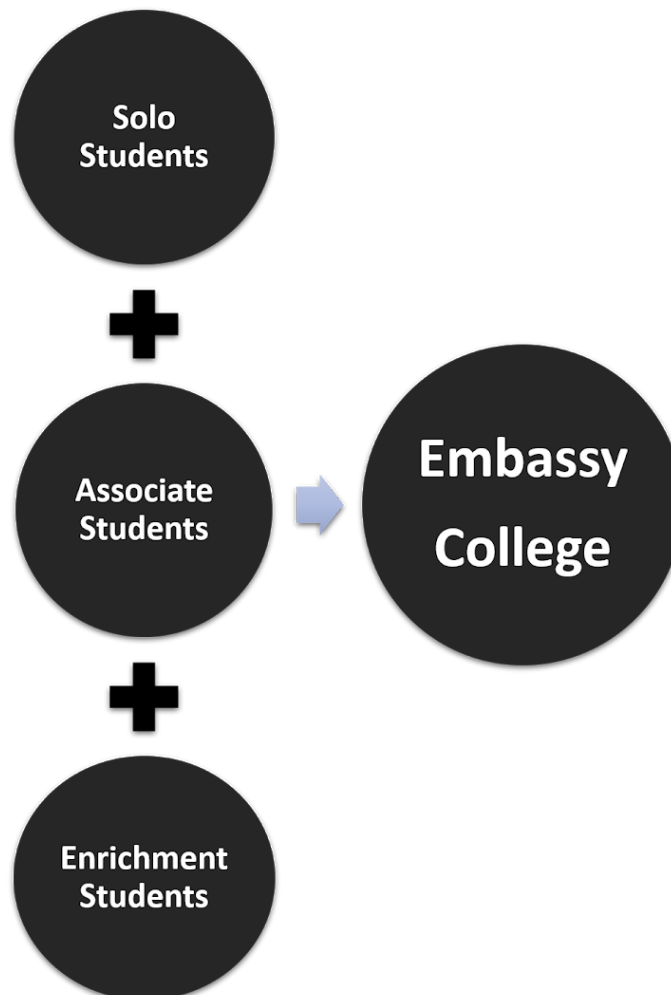 Solo
Students
Associate
Students
Embassy
College
Enrichment
Students